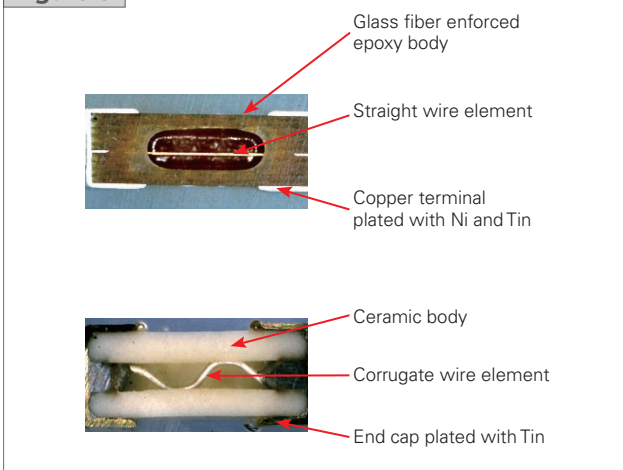 Glass fiber enforced
epoxy body
Straight wire element
Copper terminal
plated with Ni and Tin
Ceramic body
Corrugate wire element
End cap plated with Tin